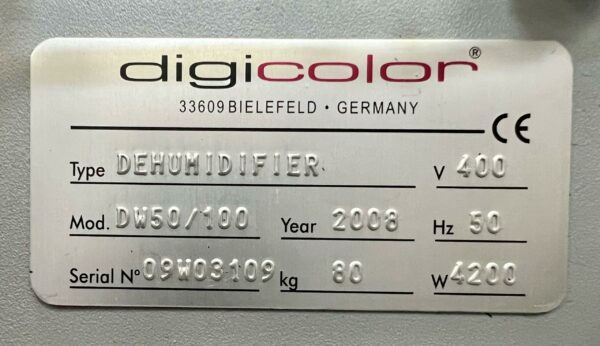 digicolor®
33609 BIELEFELD · GERMANY
CE
Type DEHUMIDIFIER V 400
Mod. DW50/100 Year 2008 Hz 50
Serial N° 09W03109 kg 80 W 4200